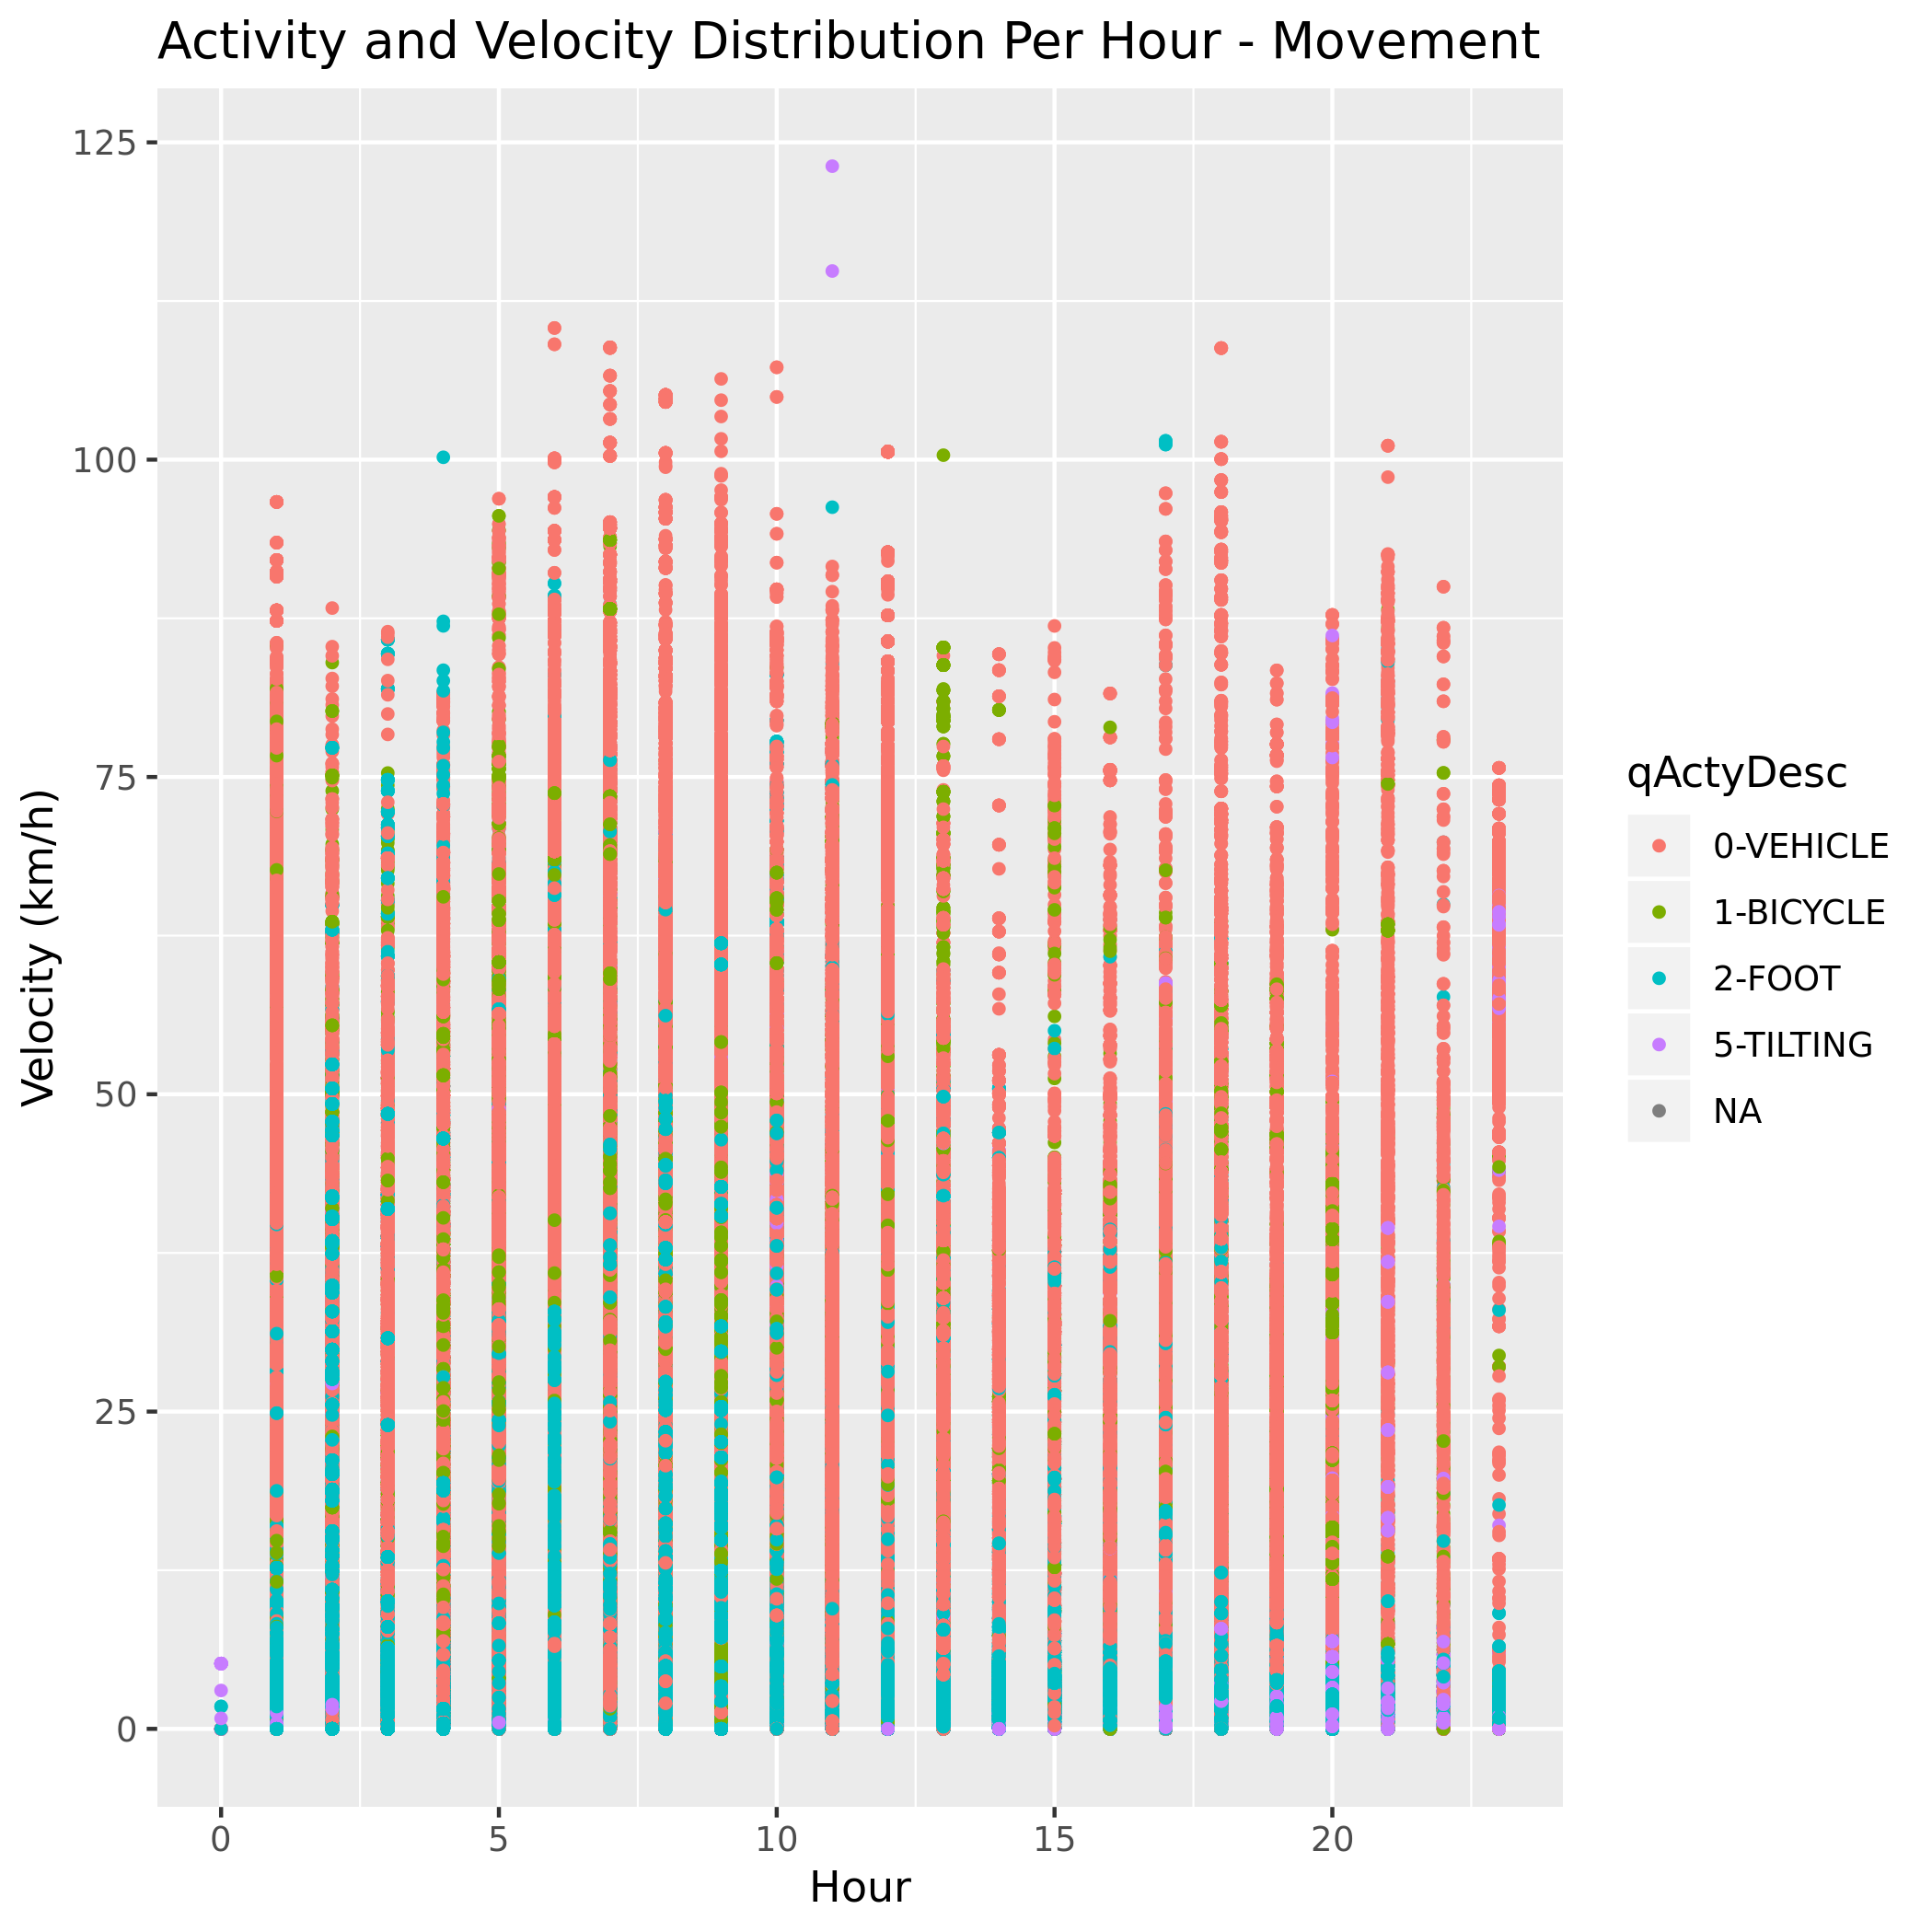 Activity and Velocity Distribution Per Hour - Movement
125
100
75
50
25
0
Velocity (km/h)
0 5 10 15 20
Hour
qActyDesc
0-VEHICLE
1-BICYCLE
2-FOOT
5-TILTING
NA